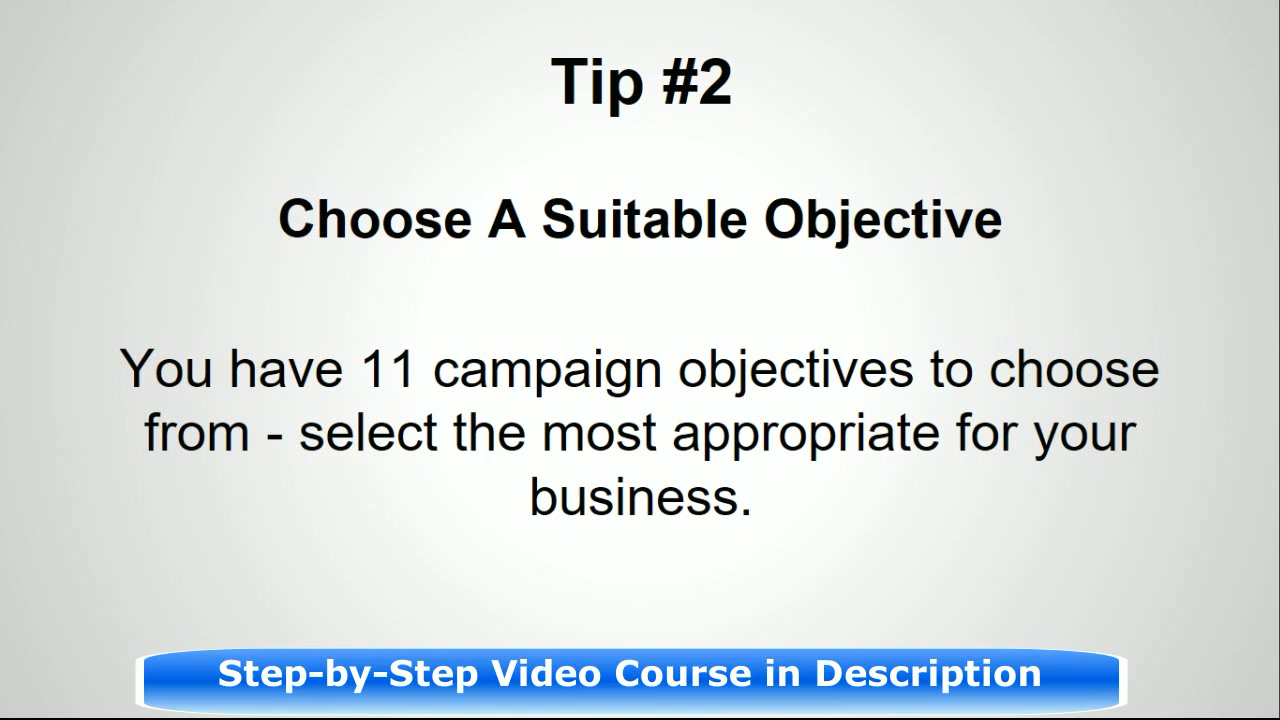 Tip #2
Choose A Suitable Objective
You have 11 campaign objectives to choose
from - select the most appropriate for your
business.
Step-by-Step Video Course in Description